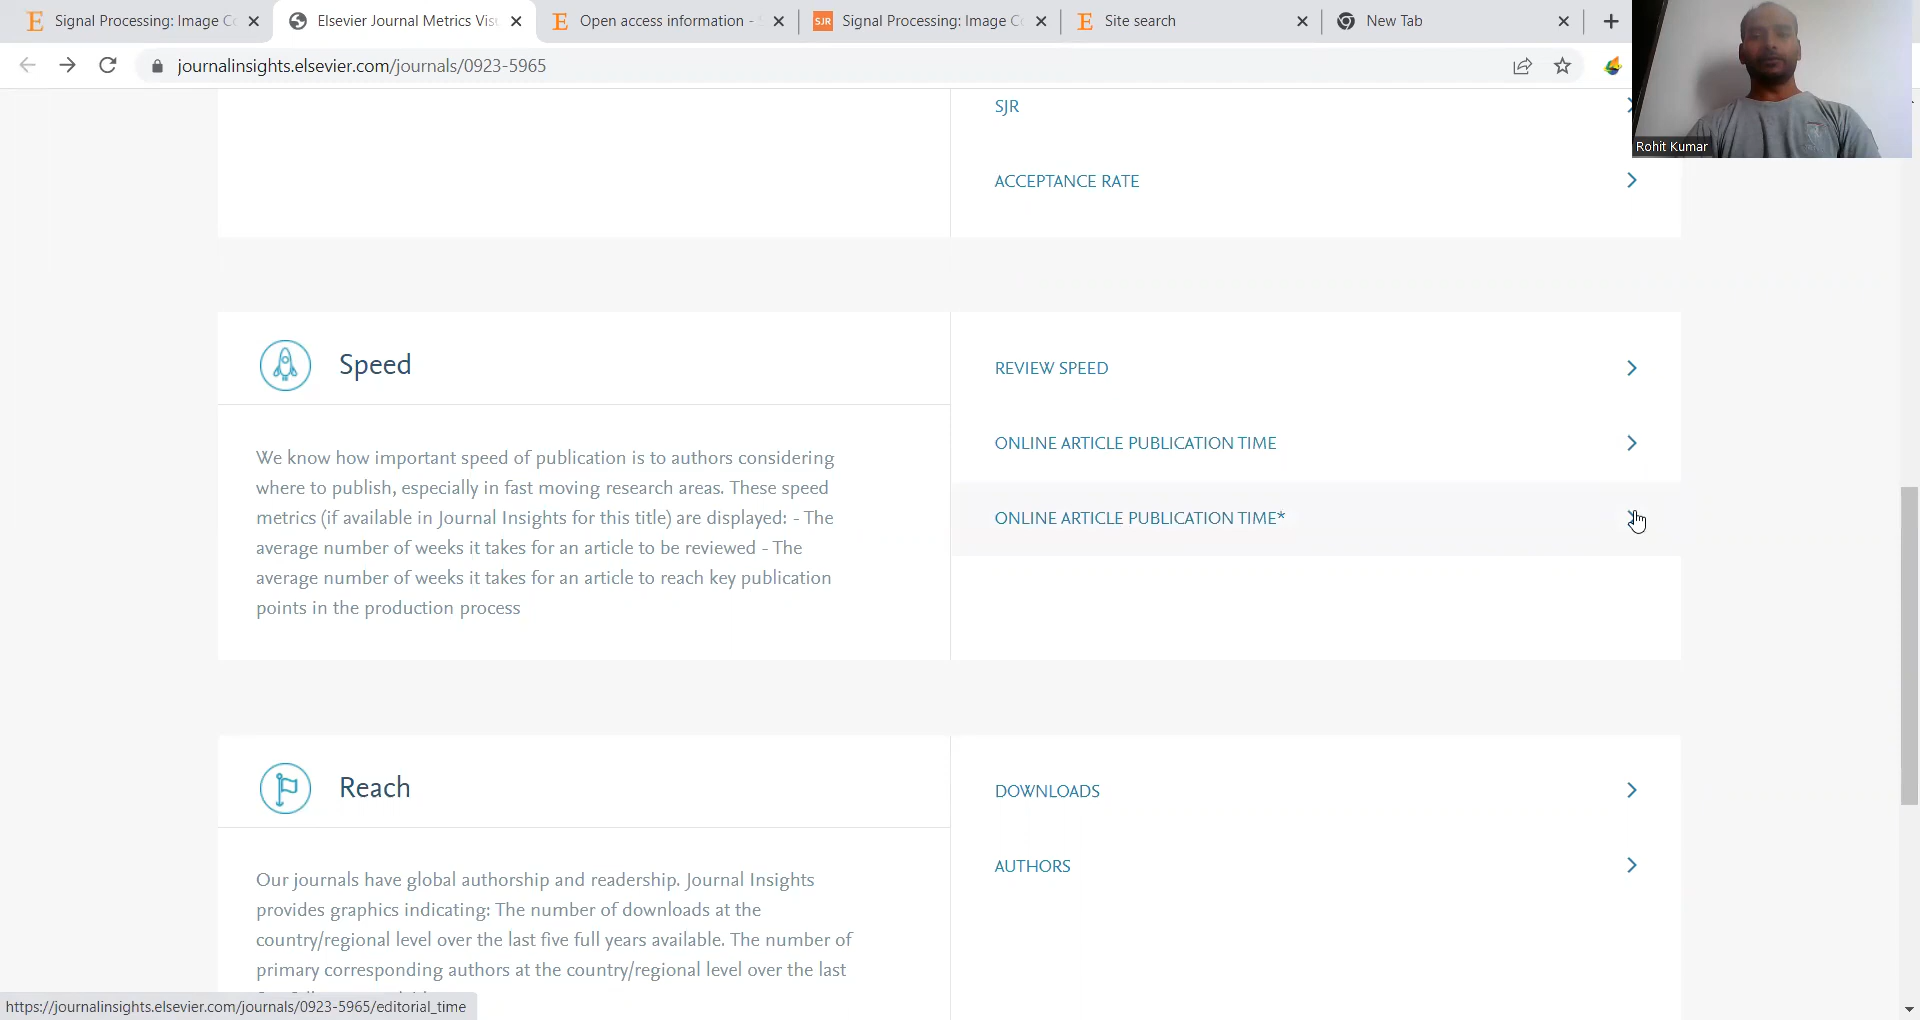 Signal Processing: Image Co
Elsevier Journal Metrics Vis
Open access information -
SJR
Signal Processing: Image Co
Site search
New Tab
journalinsights.elsevier.com/journals/0923-5965
Rohit Kumar
SJR
ACCEPTANCE RATE
Speed
REVIEW SPEED
ONLINE ARTICLE PUBLICATION TIME
ONLINE ARTICLE PUBLICATION TIME*
We know how important speed of publication is to authors considering
where to publish, especially in fast moving research areas. These speed
metrics (if available in Journal Insights for this title) are displayed: - The
average number of weeks it takes for an article to be reviewed - The
average number of weeks it takes for an article to reach key publication
points in the production process
Reach
DOWNLOADS
AUTHORS
Our journals have global authorship and readership. Journal Insights
provides graphics indicating: The number of downloads at the
country/regional level over the last five full years available. The number of
primary corresponding authors at the country/regional level over the last
https://journalinsights.elsevier.com/journals/0923-5965/editorial_time